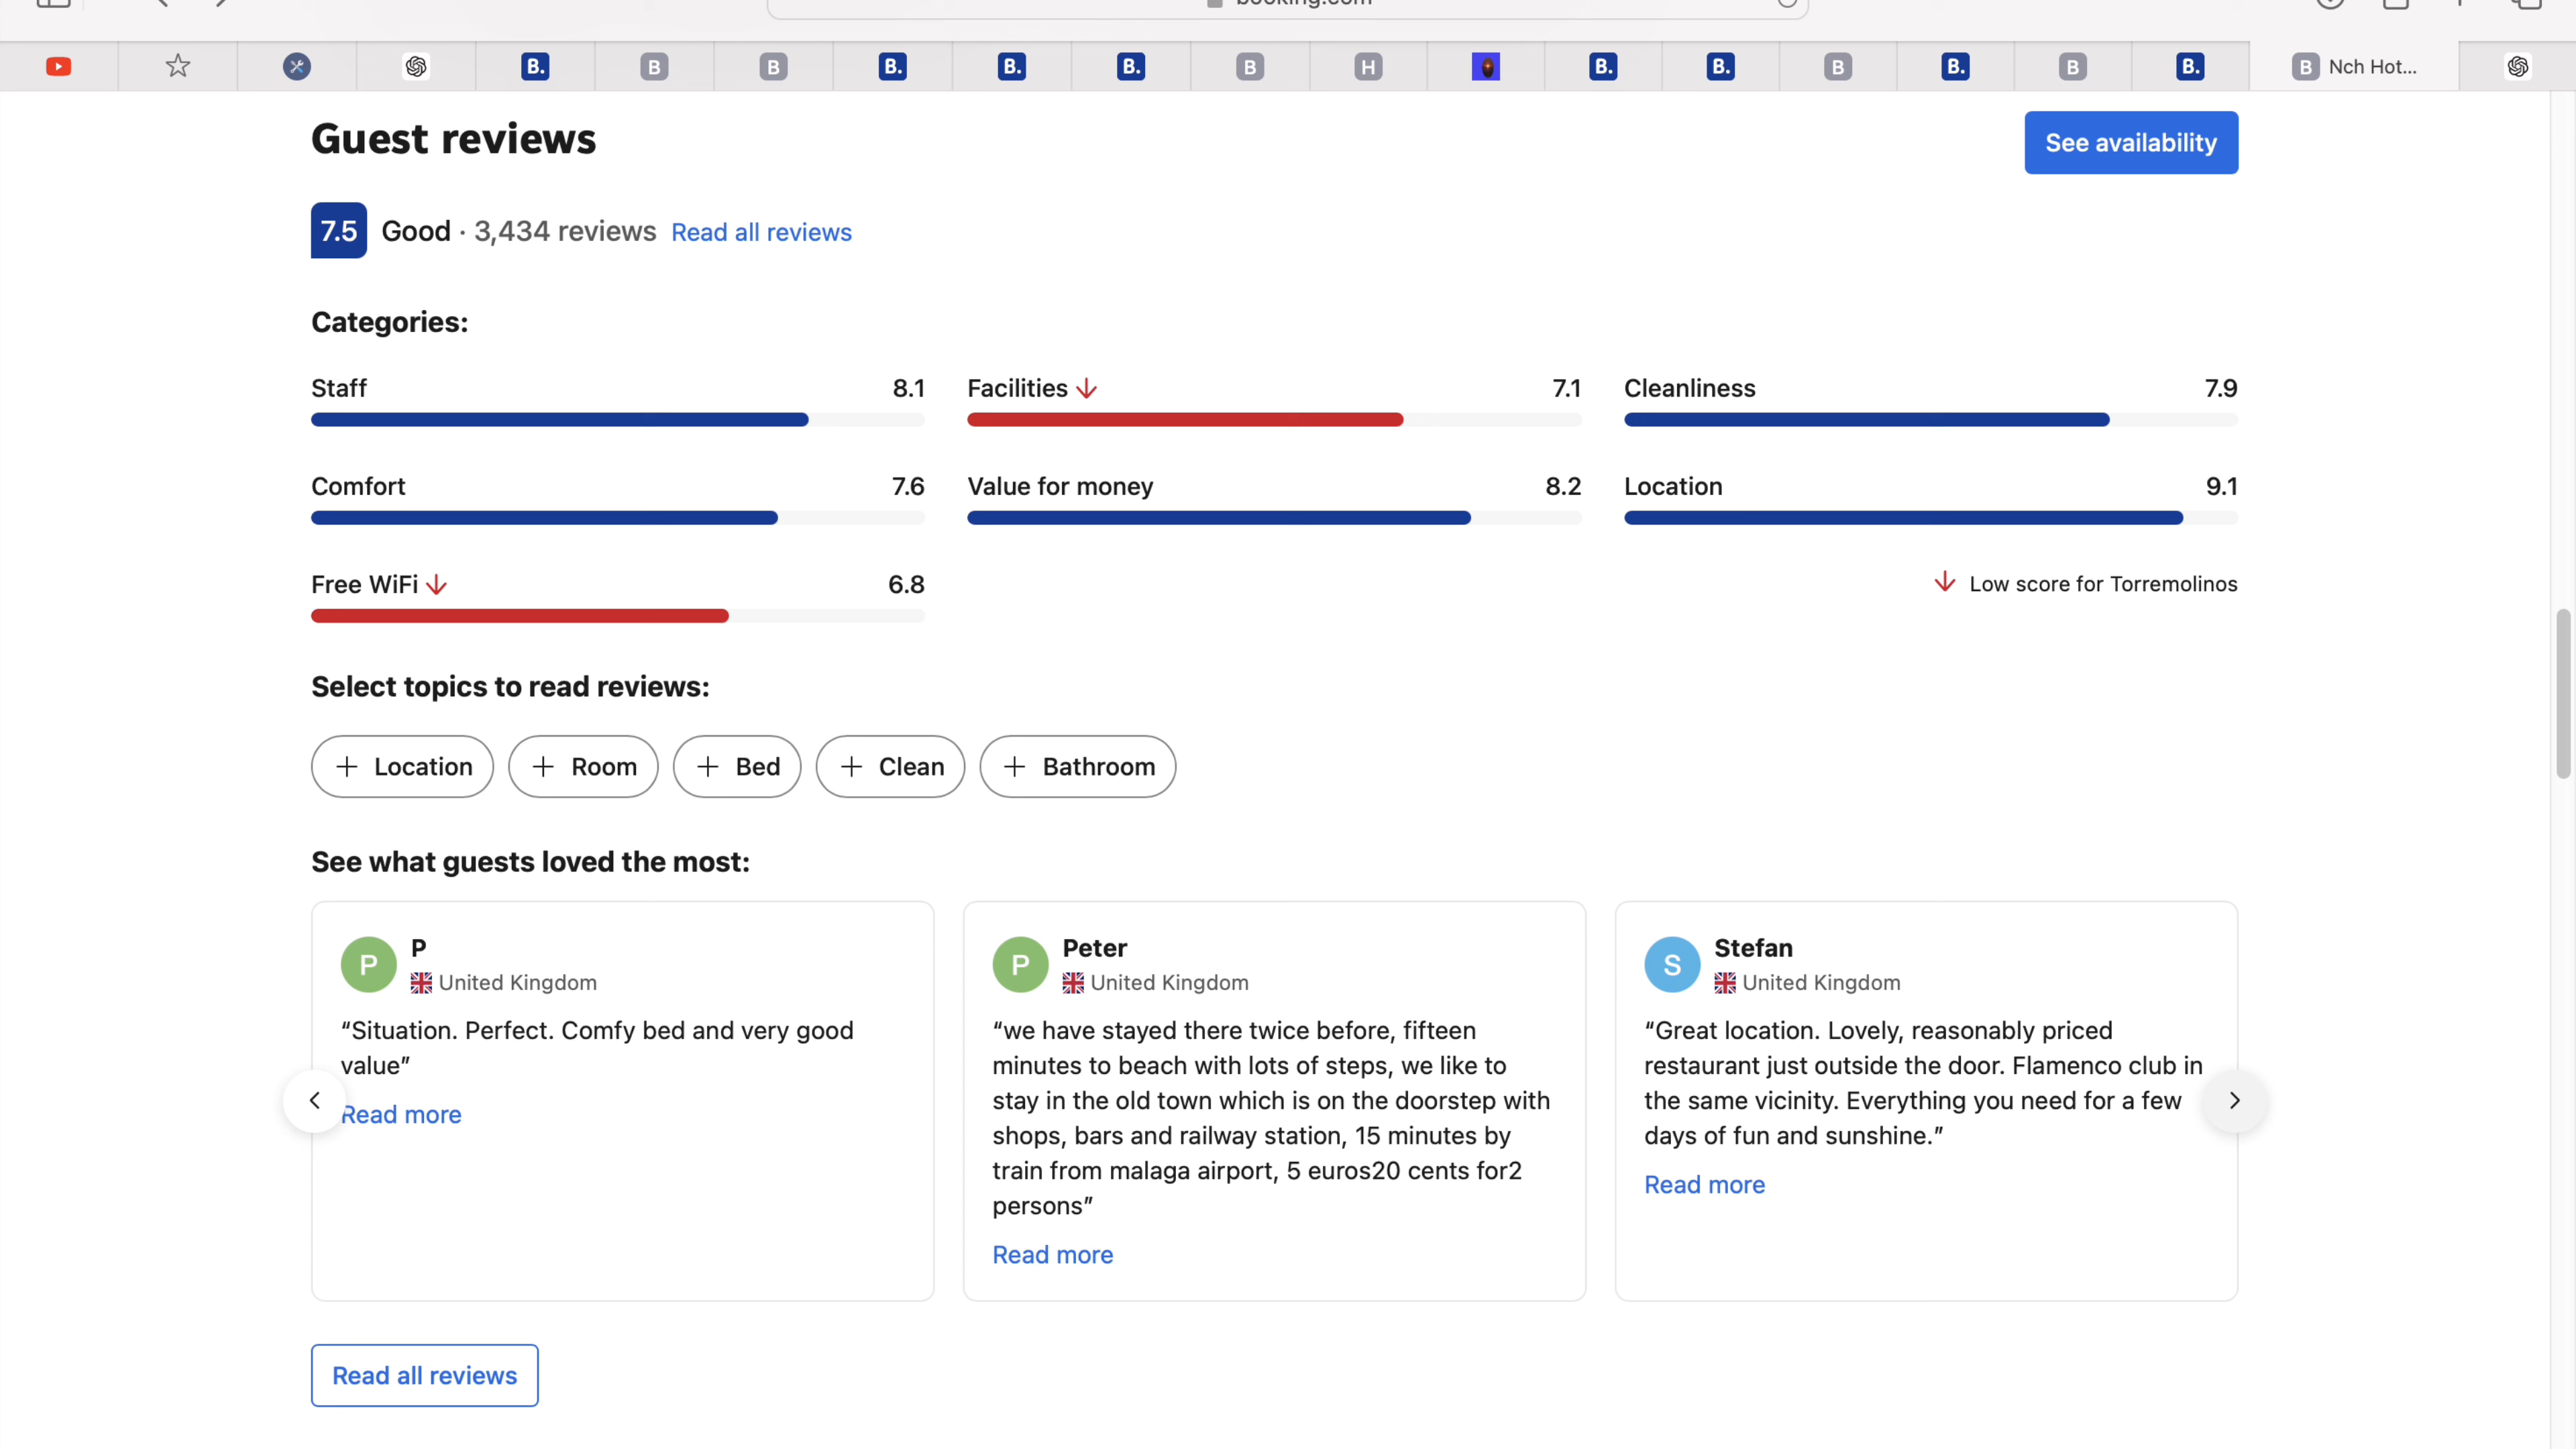 booking.com
B.
B
B
B.
B.
B.
B
H
B.
B.
B
B.
B
B.
B Nch Hot...
Guest reviews
See availability
7.5 Good · 3,434 reviews Read all reviews
Categories:
Staff 8.1
Facilities 7.1
Cleanliness 7.9
Comfort 7.6
Value for money 8.2
Location 9.1
Free WiFi 6.8
Low score for Torremolinos
Select topics to read reviews:
Location
Room
Bed
Clean
Bathroom
See what guests loved the most:
P
P
United Kingdom
“Situation. Perfect. Comfy bed and very good
value”
Read more
P
Peter
United Kingdom
“we have stayed there twice before, fifteen
minutes to beach with lots of steps, we like to
stay in the old town which is on the doorstep with
shops, bars and railway station, 15 minutes by
train from malaga airport, 5 euros20 cents for2
persons”
Read more
S
Stefan
United Kingdom
“Great location. Lovely, reasonably priced
restaurant just outside the door. Flamenco club in
the same vicinity. Everything you need for a few
days of fun and sunshine.”
Read more
Read all reviews